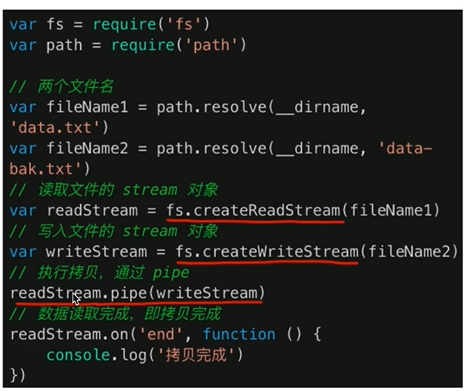 var fs = require('fs')
var path = require('path')
// 两个文件名
var fileName1 = path.resolve(__dirname,
'data.txt')
var fileName2 = path.resolve(__dirname, 'data-
bak.txt')
// 读取文件的 stream 对象
var readStream = fs.createReadStream(fileName1)
// 写入文件的 stream 对象
var writeStream = fs.createWriteStream(fileName2)
// 执行拷贝，通过 pipe
readStream.pipe(writeStream)
// 数据读取完成，即拷贝完成
readStream.on('end', function () {
    console.log('拷贝完成')
})